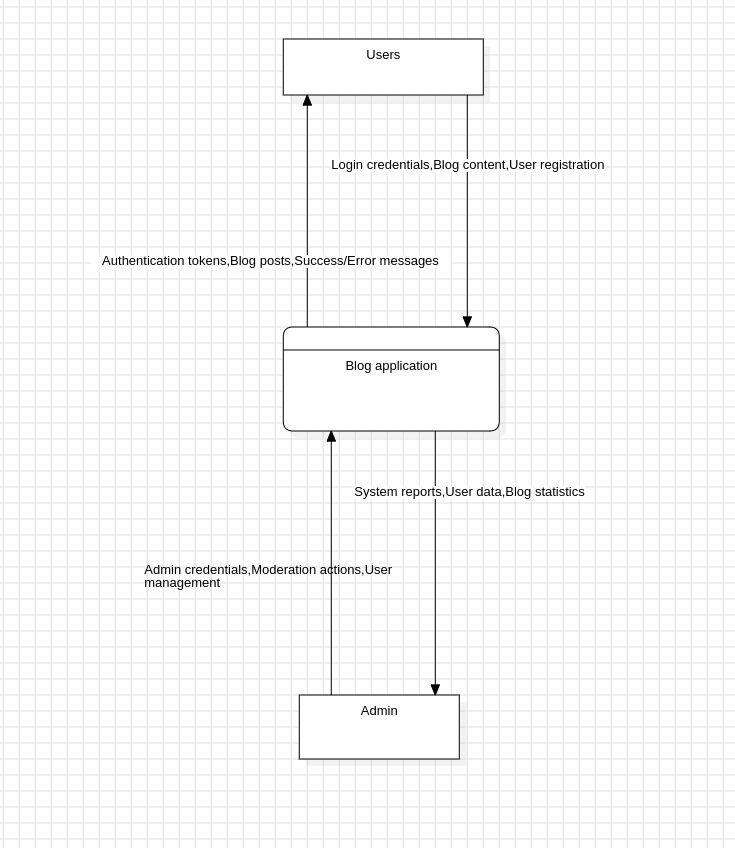 Users
Login credentials,Blog content,User registration
Authentication tokens,Blog posts,Success/Error messages
Blog application
System reports,User data,Blog statistics
Admin credentials,Moderation actions,User
management
Admin